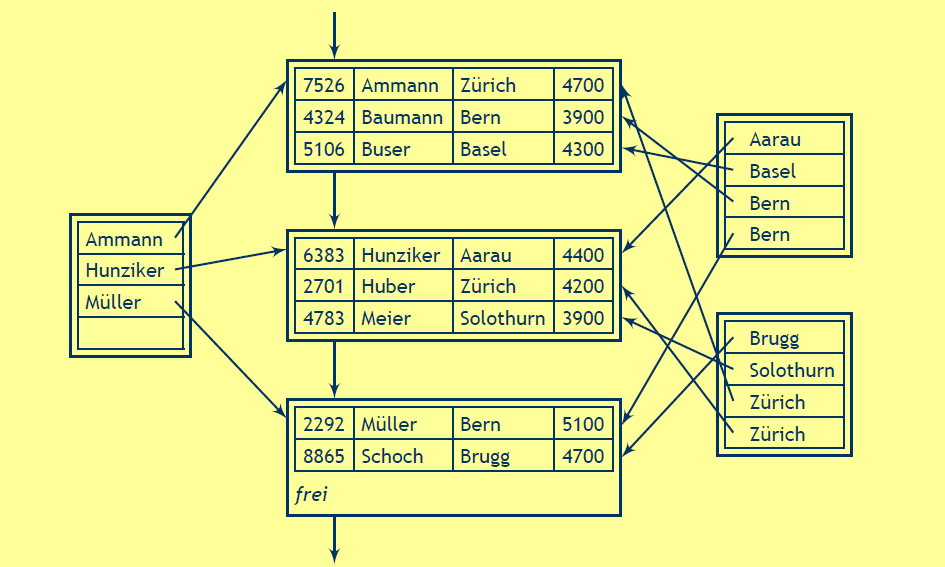 Ammann
Hunziker
Müller
7526 Ammann Zürich 4700
4324 Baumann Bern 3900
5106 Buser Basel 4300
6383 Hunziker Aarau 4400
2701 Huber Zürich 4200
4783 Meier Solothurn 3900
2292 Müller Bern 5100
8865 Schoch Brugg 4700
frei
Aarau
Basel
Bern
Bern
Brugg
Solothurn
Zürich
Zürich